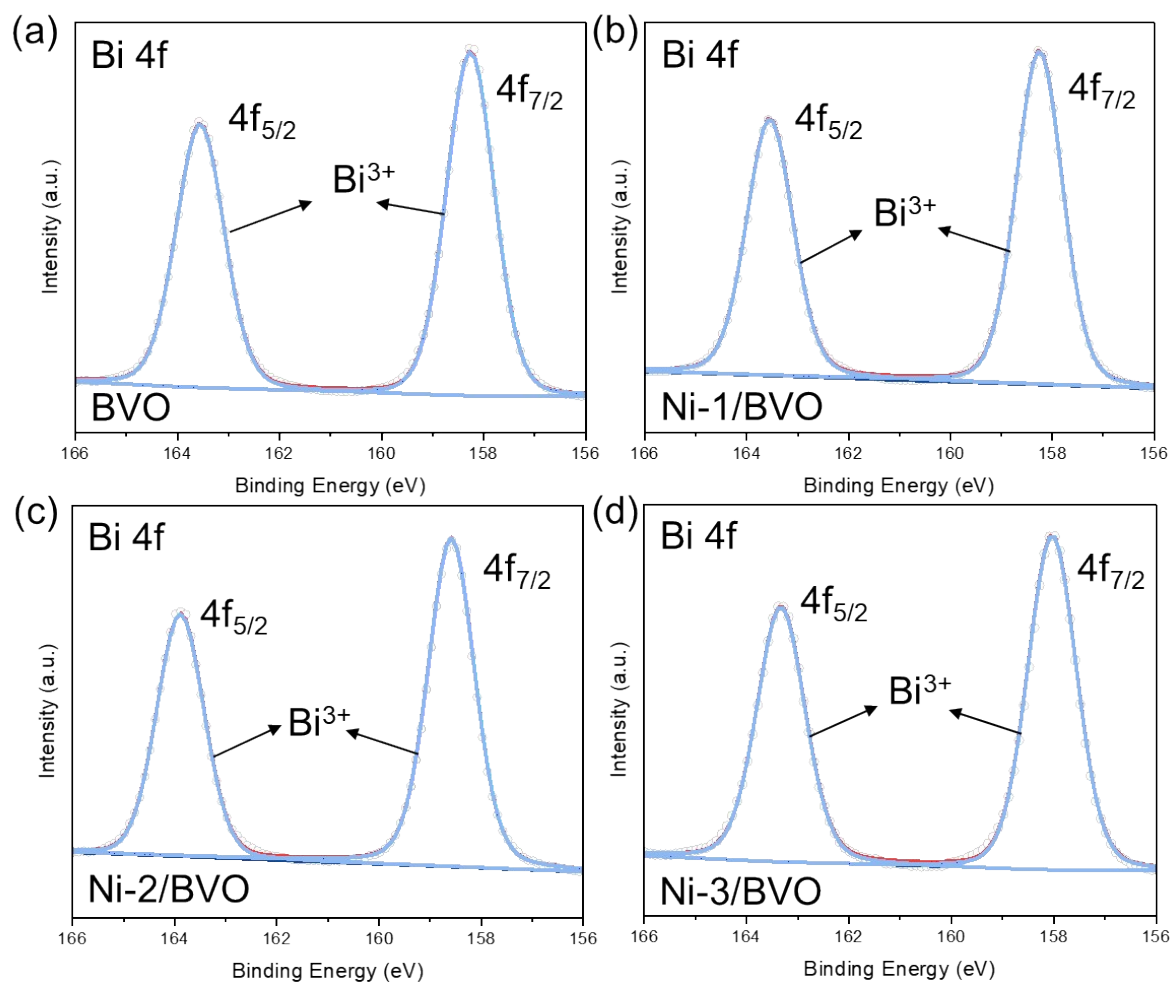 (a)
Bi 4f
4f5/2
4f7/2
Bi3+
BVO
Intensity (a.u.)
166 164 162 160 158 156
Binding Energy (eV)
(b)
Bi 4f
4f5/2
4f7/2
Bi3+
Ni-1/BVO
Intensity (a.u.)
166 164 162 160 158 156
Binding Energy (eV)
(c)
Bi 4f
4f5/2
4f7/2
Bi3+
Ni-2/BVO
Intensity (a.u.)
166 164 162 160 158 156
Binding Energy (eV)
(d)
Bi 4f
4f5/2
4f7/2
Bi3+
Ni-3/BVO
Intensity (a.u.)
166 164 162 160 158 156
Binding Energy (eV)